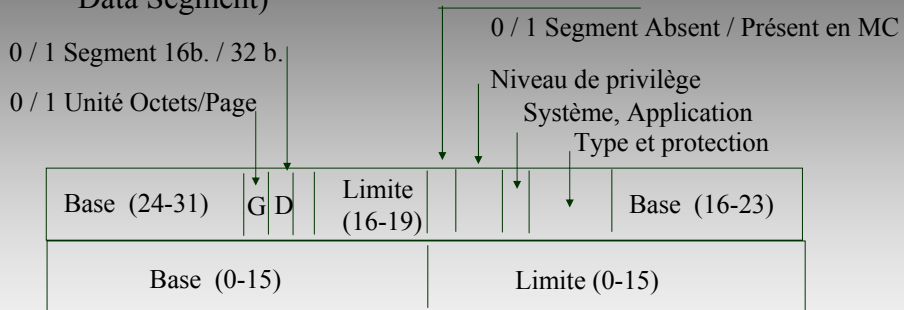 Data Segment)
0 / 1 Segment Absent / Présent en MC
0 / 1 Segment 16b. / 32 b.
Niveau de privilège
0 / 1 Unité Octets/Page
Système, Application
Type et protection
Base (24-31)
G
D
Limite
(16-19)
Base (16-23)
Base (0-15)
Limite (0-15)